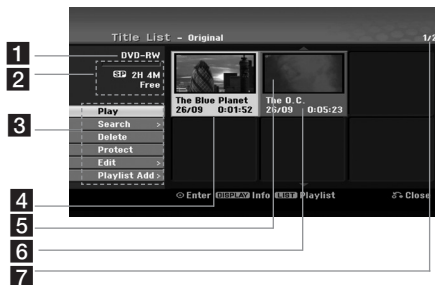 Title List - Original 1/2
1
DVD-RW
2
SP 2H 4M
Free
3
Play
Search >
Delete
Protect
Edit >
Playlist Add >
The Blue Planet
26/09 0:01:52
The O.C.
26/09 0:05:23
4
Enter DISPLAY Info LIST Playlist Close
5
6
7